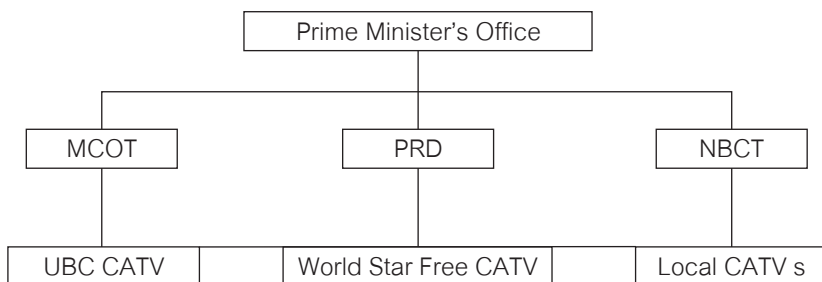 Prime Minister’s Office
MCOT
PRD
NBCT
UBC CATV
World Star Free CATV
Local CATV s